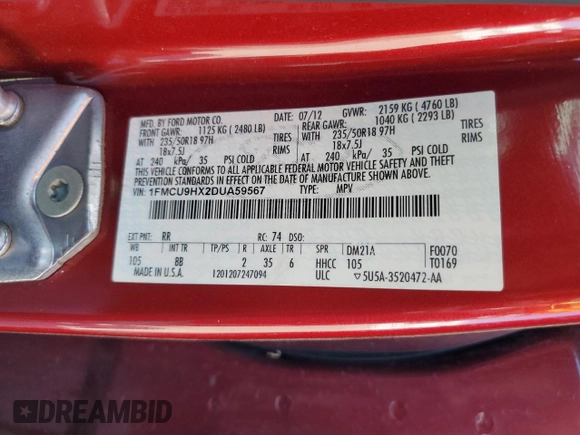 MFD. BY FORD MOTOR CO.
07/12 GVWR: 2159 KG ( 4760 LB)
FRONT GAWR: 1125 KG ( 2480 LB)
REAR GAWR: 1040 KG ( 2293 LB)
WITH 235/50R18 97H TIRES
WITH 235/50R18 97H TIRES
18x7.5J RIMS
18x7.5J RIMS
AT 240 kPa/ 35 PSI COLD
AT 240 kPa/ 35 PSI COLD
THIS VEHICLE CONFORMS TO ALL APPLICABLE FEDERAL MOTOR VEHICLE SAFETY AND THEFT
PREVENTION STANDARDS IN EFFECT ON THE DATE OF MANUFACTURE SHOWN ABOVE.
VIN: 1FMCU9HX2DUA59567 TYPE: MPV
EXT PNT: RR RC: 74 DSO:
WB INT TR TP/PS R AXLE TR SPR DM21A F0070
105 BB 2 35 6 HHCC 105 T0169
MADE IN U.S.A. 1201207247094 ULC ▽5U5A-3520472-AA
DREAMBID